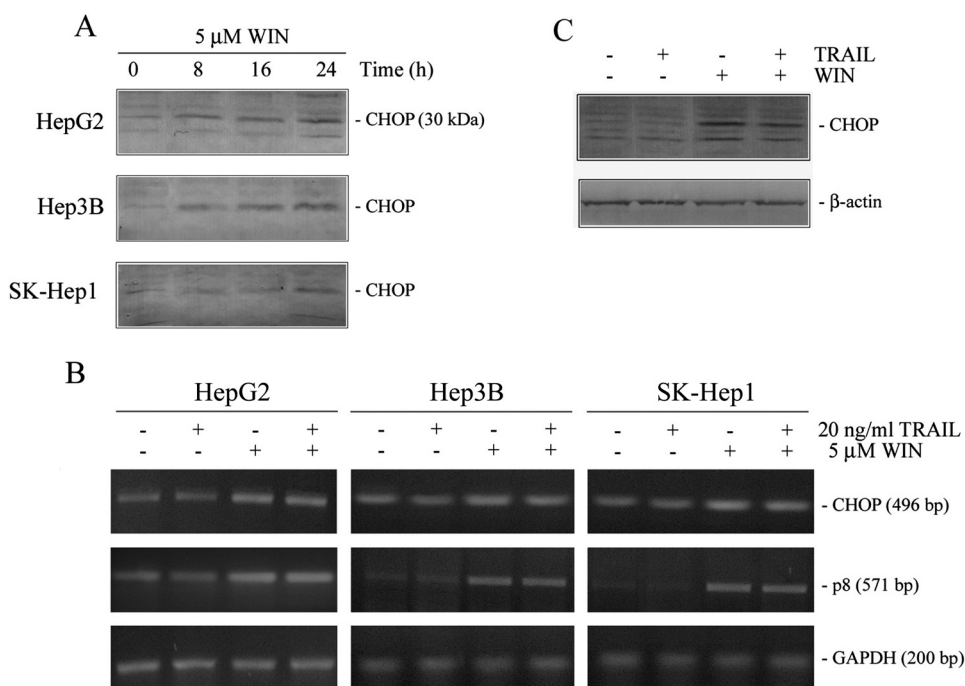 A
5 μM WIN
0 8 16 24 Time (h)
HepG2 - CHOP (30 kDa)
Hep3B - CHOP
SK-Hep1 - CHOP
C
- + - + TRAIL
- - + + WIN
- CHOP
- β-actin
B
HepG2 Hep3B SK-Hep1
- + - + - + - + - + - + 20 ng/ml TRAIL
- - + + - - + + - - + + 5 μM WIN
- CHOP (496 bp)
- p8 (571 bp)
- GAPDH (200 bp)